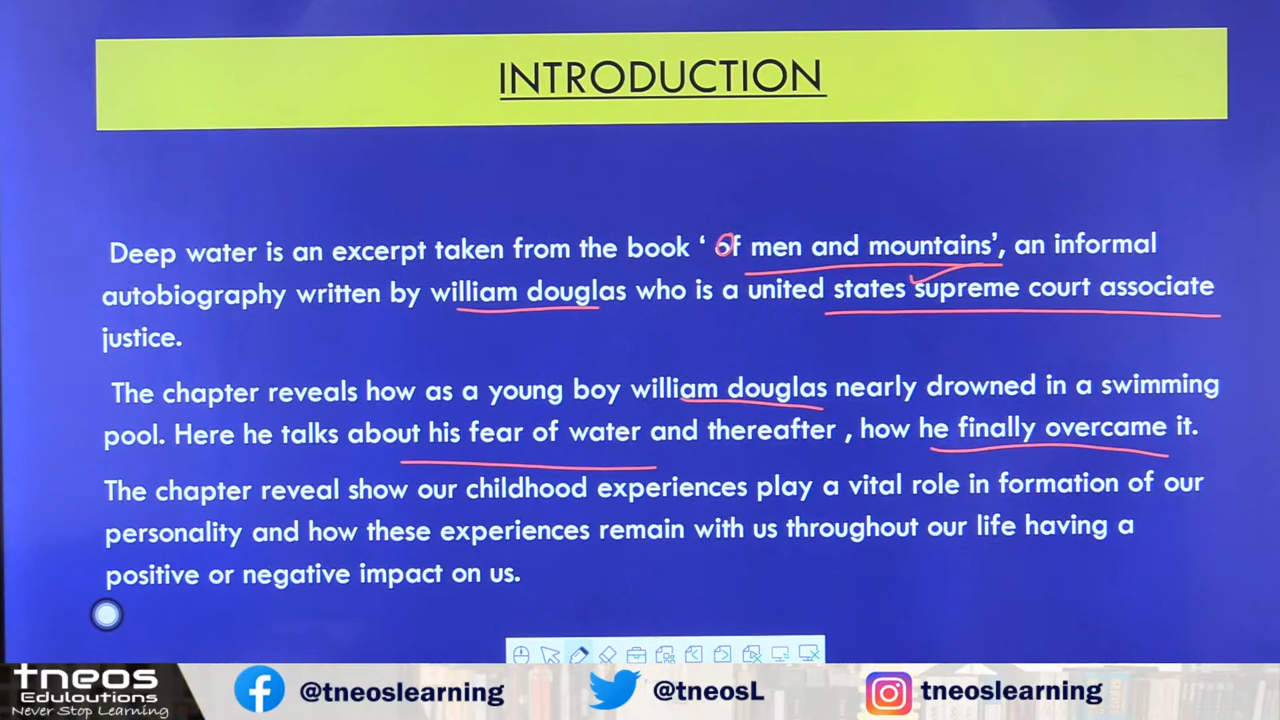 INTRODUCTION
Deep water is an excerpt taken from the book ‘ of men and mountains’, an informal
autobiography written by william douglas who is a united states supreme court associate
justice.
The chapter reveals how as a young boy william douglas nearly drowned in a swimming
pool. Here he talks about his fear of water and thereafter , how he finally overcame it.
The chapter reveal show our childhood experiences play a vital role in formation of our
personality and how these experiences remain with us throughout our life having a
positive or negative impact on us.
tneos
Eduloutions
Never Stop Learning
@tneoslearning
@tneosL
tneoslearning